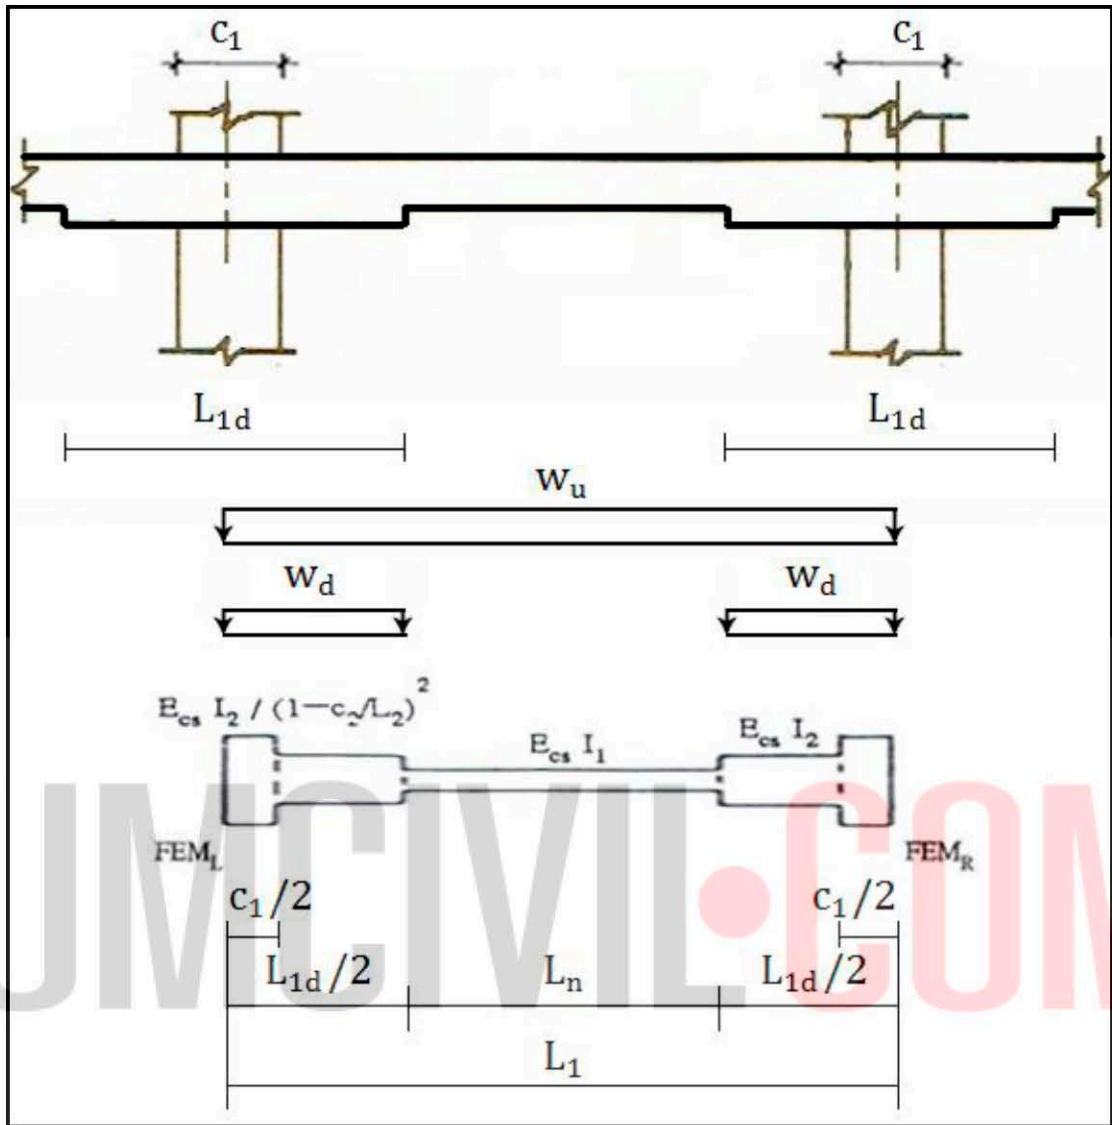 c₁ c₁
L₁d L₁d
wᵤ
w_d w_d
E_cs I₂ / (1−c₂/L₂)²
E_cs I₁
E_cs I₂
FEM_L FEM_R
c₁/2 c₁/2
L₁d/2 Lₙ L₁d/2
L₁
UMCIVIL•COM